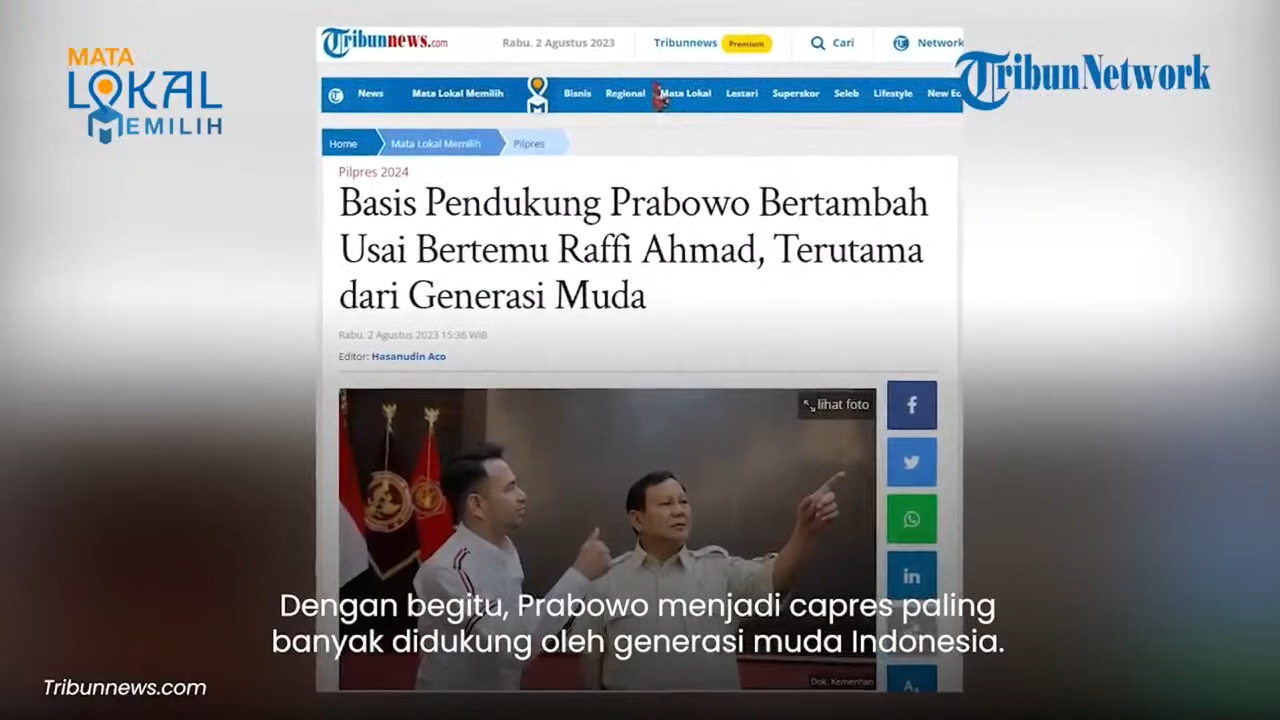 MATA
LOKAL
MEMILIH
Tribunnews.com
Rabu. 2 Agustus 2023
Tribunnews Premium
Cari
Network
TribunNetwork
News Mata Lokal Memilih Bisnis Regional Mata Lokal Lestari Superskor Seleb Lifestyle New Ec
Home Mata Lokal Memilih Pilpres
Pilpres 2024
Basis Pendukung Prabowo Bertambah
Usai Bertemu Raffi Ahmad, Terutama
dari Generasi Muda
Rabu. 2 Agustus 2023 15:36 WIB
Editor: Hasanudin Aco
lihat foto
Dengan begitu, Prabowo menjadi capres paling
banyak didukung oleh generasi muda Indonesia.
Dok, Kemenhan
Tribunnews.com